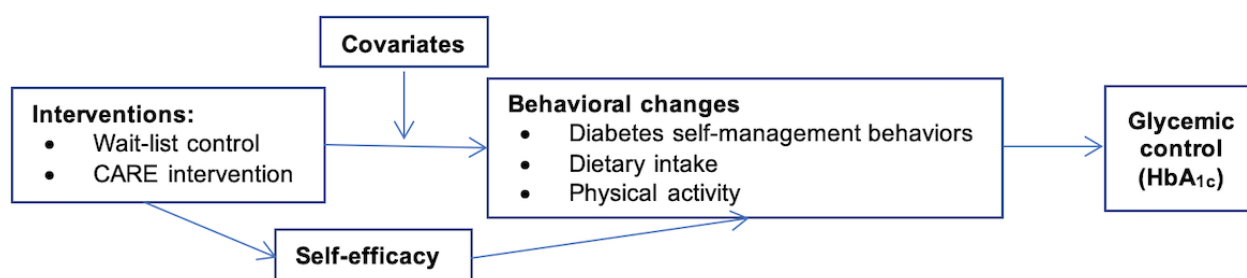 Covariates
Interventions:
• Wait-list control
• CARE intervention
Behavioral changes
• Diabetes self-management behaviors
• Dietary intake
• Physical activity
Glycemic
control
(HbA1c)
Self-efficacy